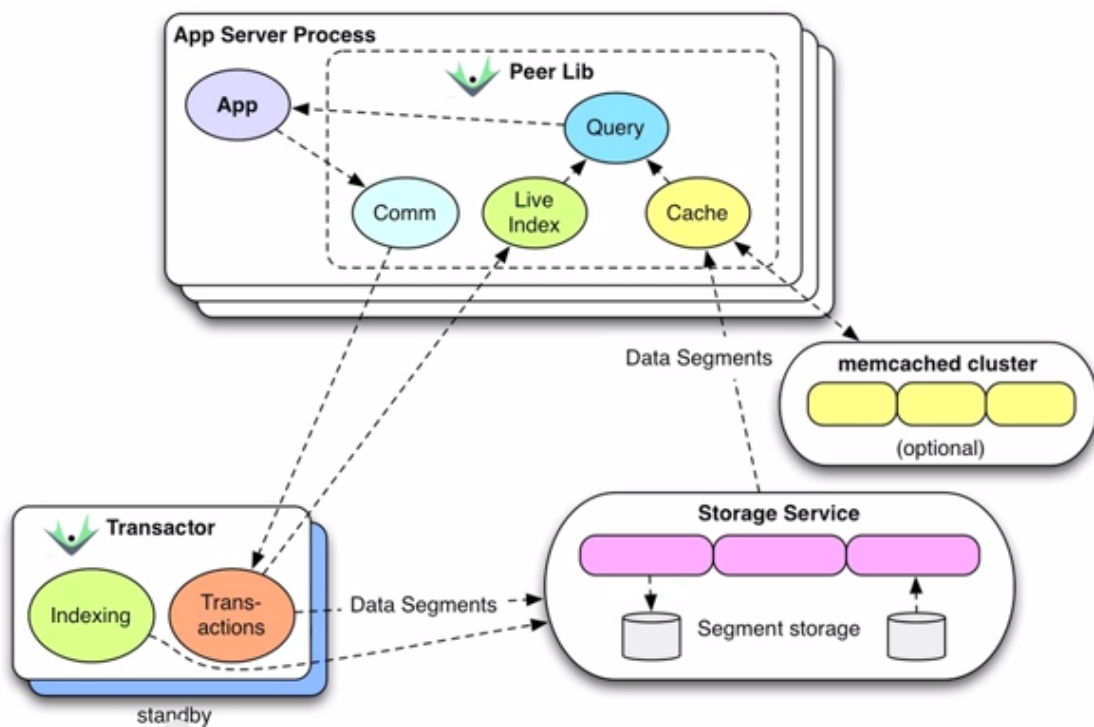 App Server Process
Peer Lib
App
Query
Comm
Live
Index
Cache
Data Segments
memcached cluster
(optional)
Transactor
Storage Service
Indexing
Trans-
actions
Data Segments
Segment storage
standby